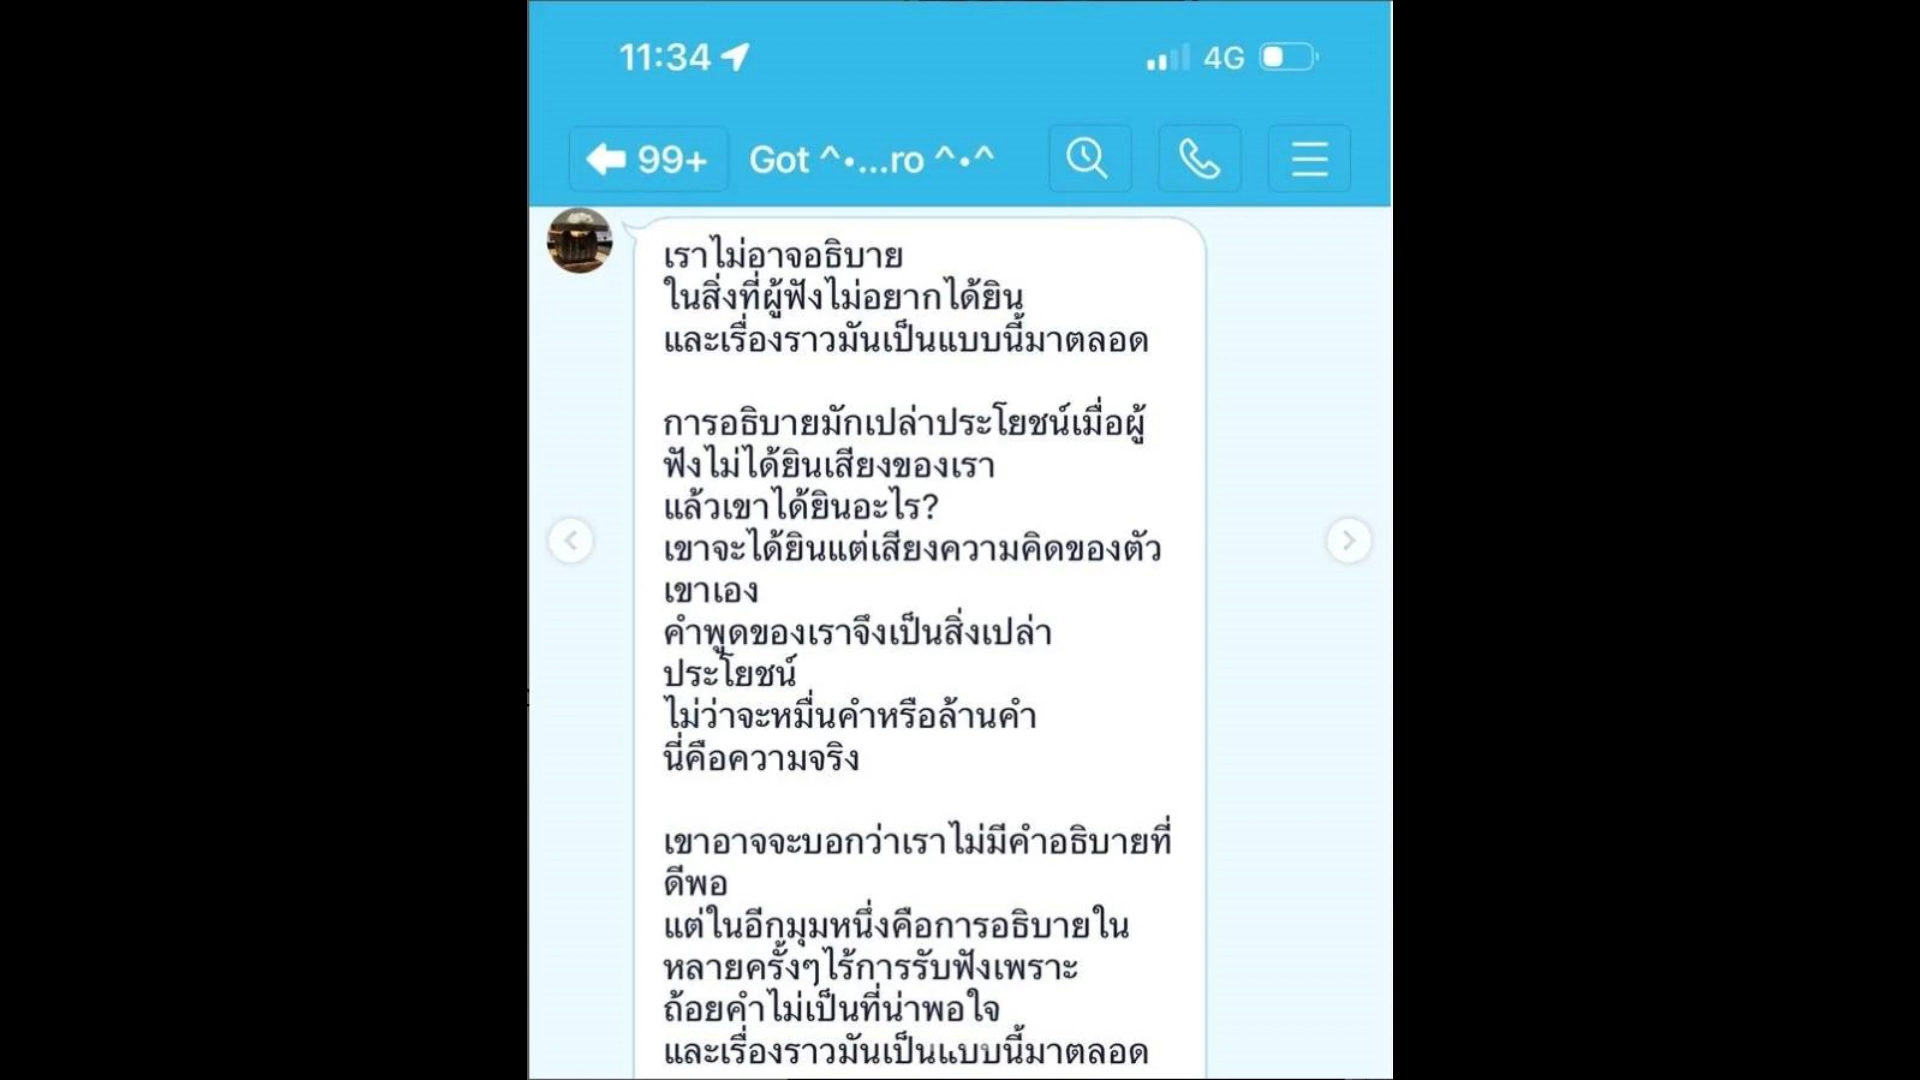 11:34
4G
99+
Got ^•...ro ^•^
เราไม่อาจอธิบาย
ในสิ่งที่ผู้ฟังไม่อยากได้ยิน
และเรื่องราวมันเป็นแบบนี้มาตลอด
การอธิบายมักเปล่าประโยชน์เมื่อผู้
ฟังไม่ได้ยินเสียงของเรา
แล้วเขาได้ยินอะไร?
เขาจะได้ยินแต่เสียงความคิดของตัว
เขาเอง
คำพูดของเราจึงเป็นสิ่งเปล่า
ประโยชน์
ไม่ว่าจะหมื่นคำหรือล้านคำ
นี่คือความจริง
เขาอาจจะบอกว่าเราไม่มีคำอธิบายที่
ดีพอ
แต่ในอีกมุมหนึ่งคือการอธิบายใน
หลายครั้งๆไร้การรับฟังเพราะ
ถ้อยคำไม่เป็นที่น่าพอใจ
และเรื่องราวมันเป็นแบบนี้มาตลอด